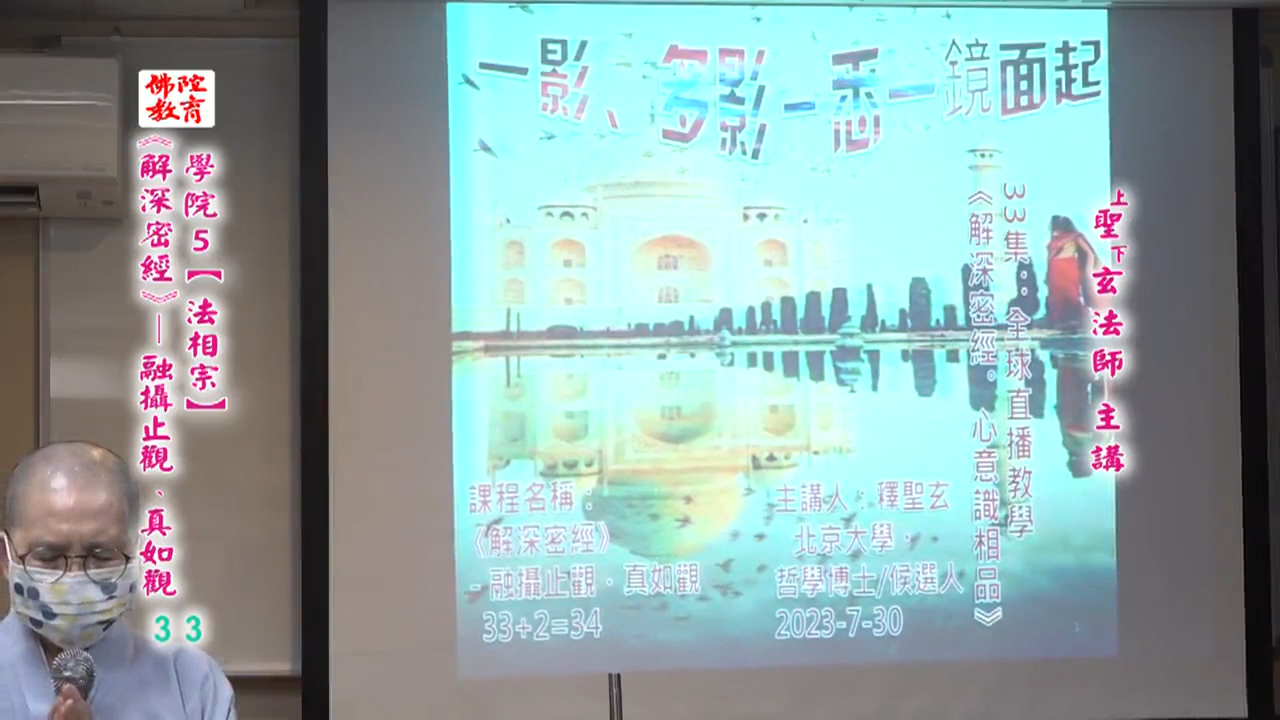 佛陀
教育
學院5【法相宗】
《解深密經》—融攝止觀、真如觀
33
一影、多影－悉一鏡面起
33集：全球直播教學
《解深密經。心意識相品》
課程名稱：
《解深密經》
-融攝止觀．真如觀
33+2=34
主講人：釋聖玄
北京大學、
哲學博士/候選人
2023-7-30
1
上聖下玄法師—主講